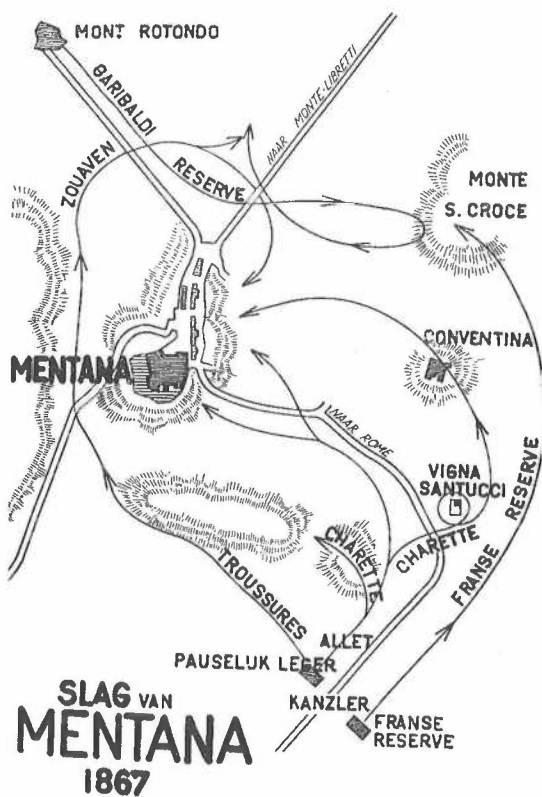 MONT ROTONDO
GARIBALDI
RESERVE
NAAR MONTE-LIBRETTI
ZOUAVEN
MONTE
S. CROCE
CONVENTINA
MENTANA
NAAR ROME
VIGNA
SANTUCCI
CHARETTE
CHARETTE
FRANSE RESERVE
TROUSSURES
ALLET
PAUSELIJK LEGER
KANZLER
FRANSE
RESERVE
SLAG VAN
MENTANA
1867